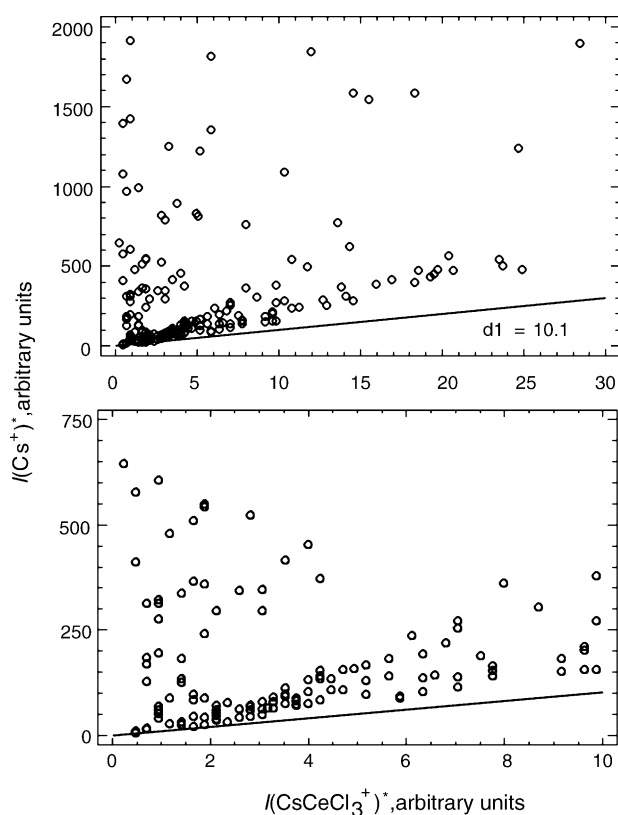 2000
1500
1000
500
0
d1 = 10.1
0 5 10 15 20 25 30
I(Cs+)*,arbitrary units
750
500
250
0
0 2 4 6 8 10
I(CsCeCl3+)*,arbitrary units